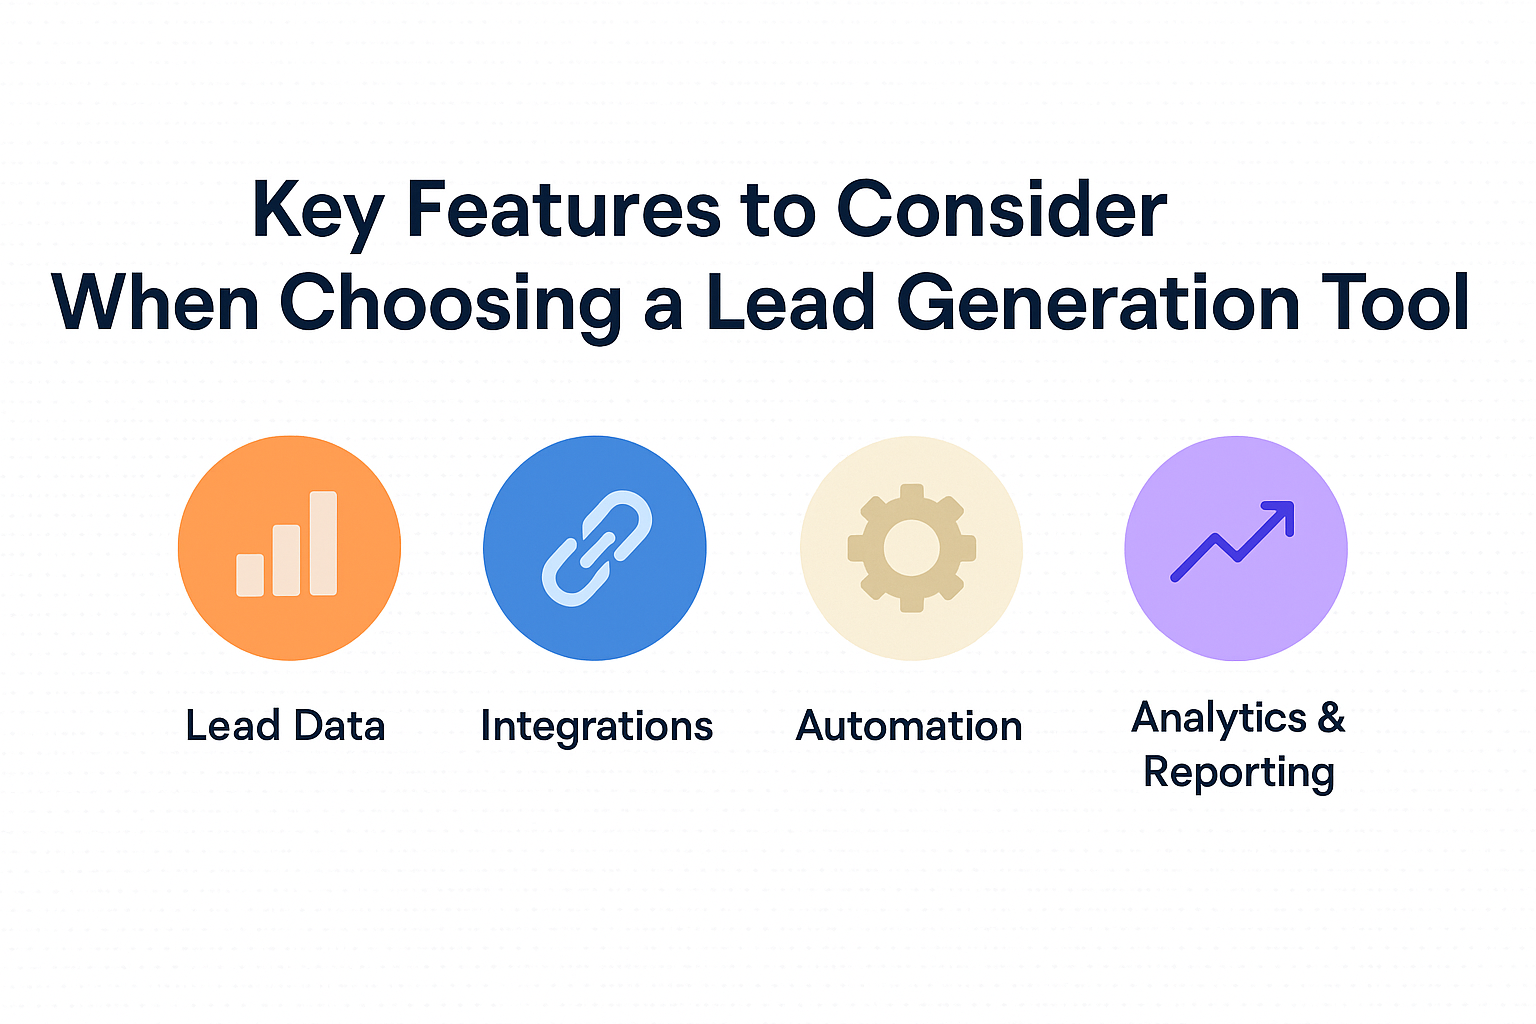 Key Features to Consider
When Choosing a Lead Generation Tool
Lead Data
Integrations
Automation
Analytics &
Reporting